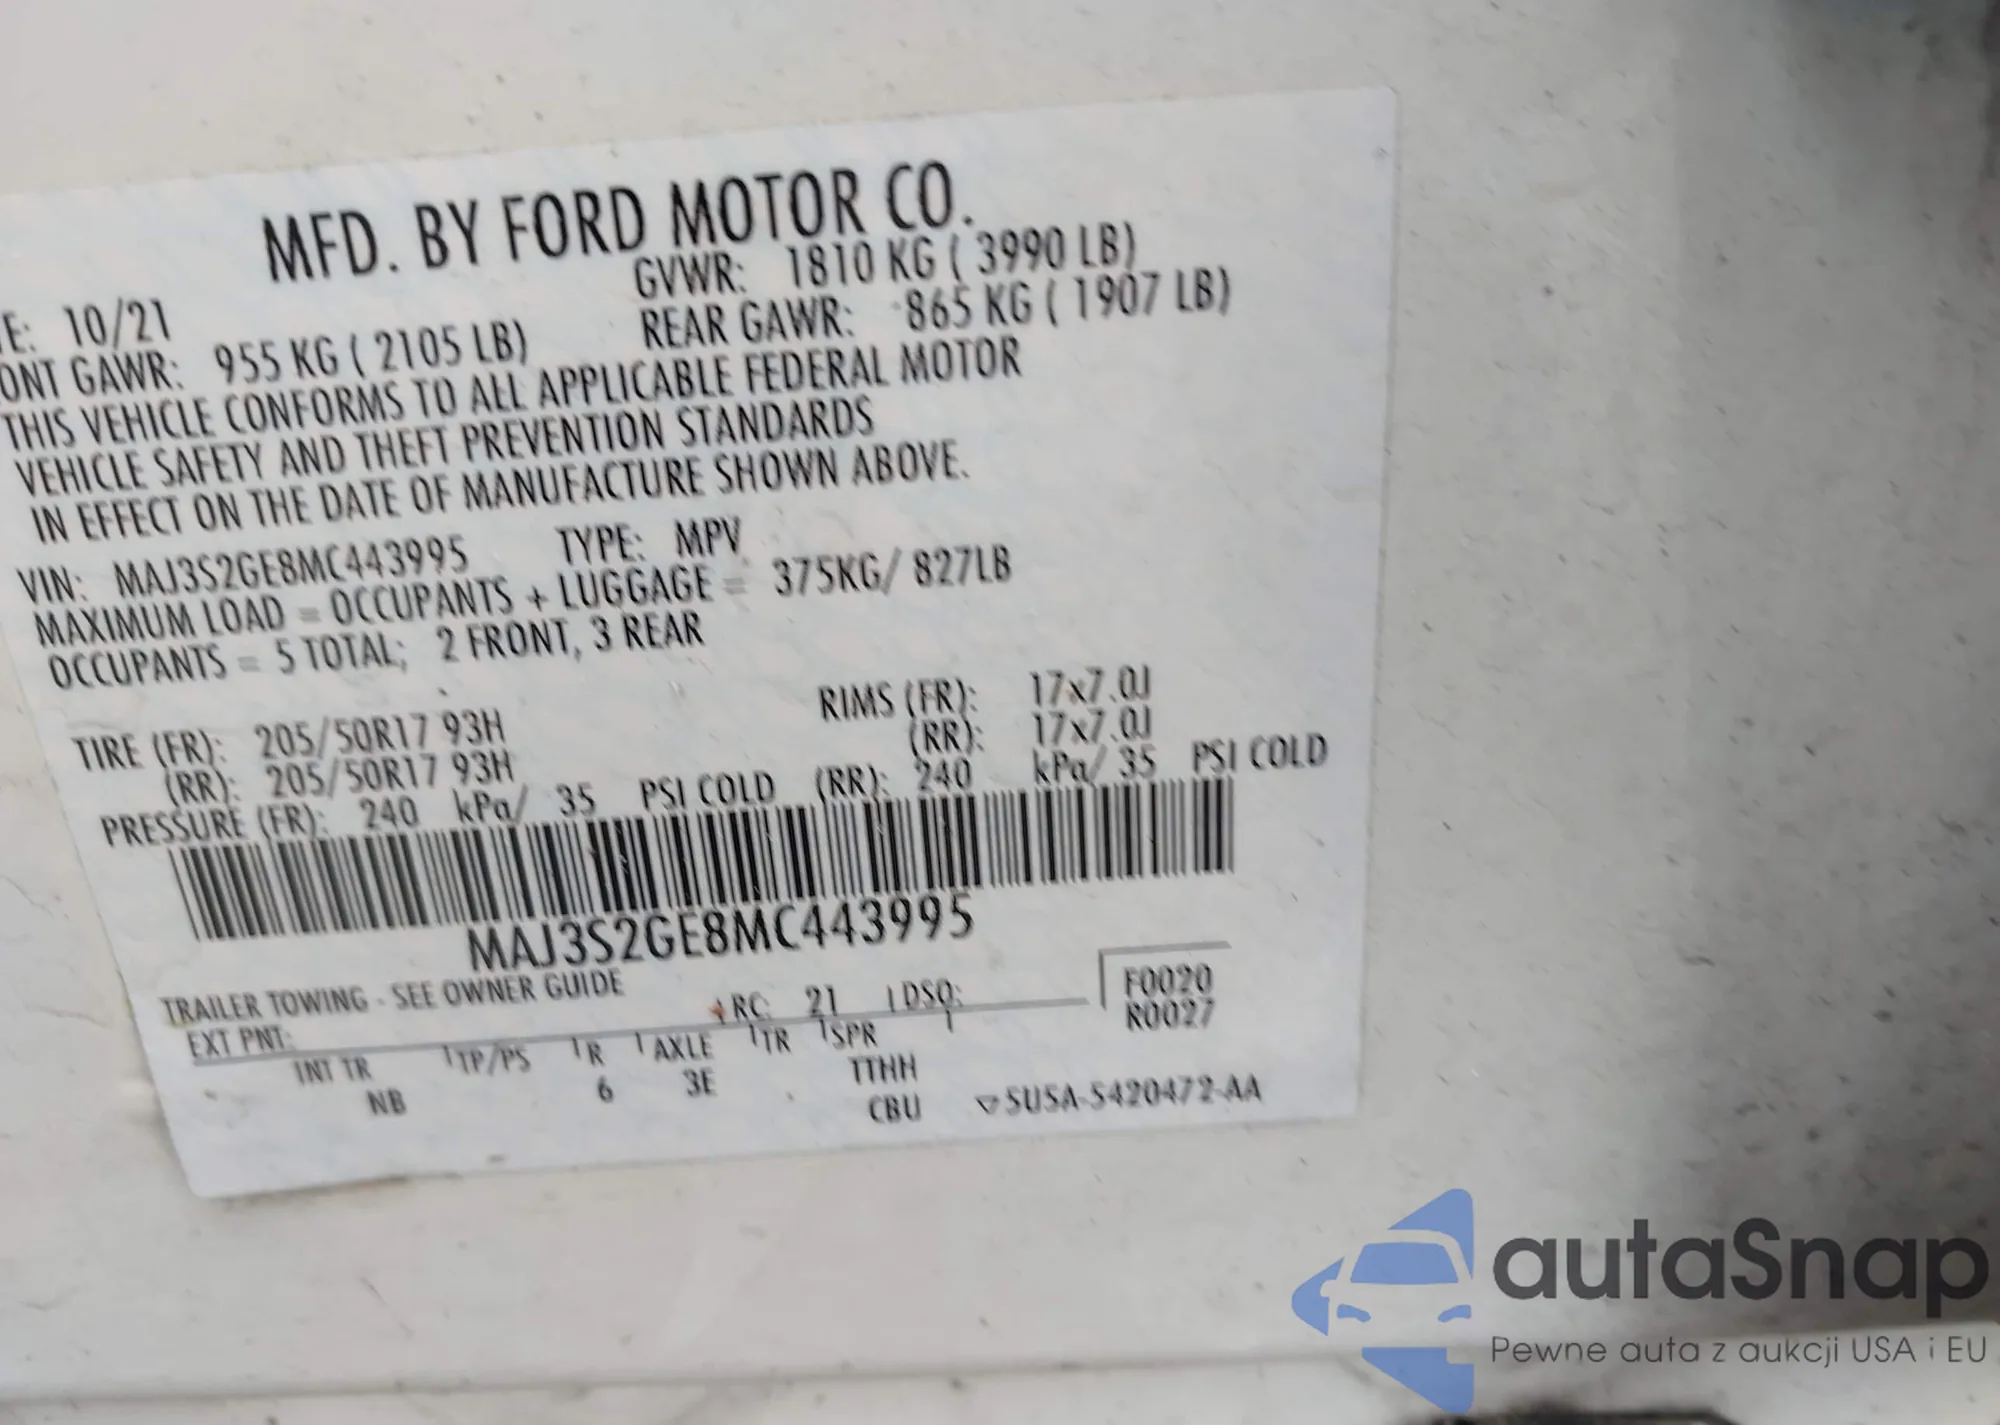 MFD. BY FORD MOTOR CO.
E: 10/21 GVWR: 1810 KG ( 3990 LB)
ONT GAWR: 955 KG ( 2105 LB) REAR GAWR: 865 KG ( 1907 LB)
THIS VEHICLE CONFORMS TO ALL APPLICABLE FEDERAL MOTOR
VEHICLE SAFETY AND THEFT PREVENTION STANDARDS
IN EFFECT ON THE DATE OF MANUFACTURE SHOWN ABOVE.
VIN: MAJ3S2GE8MC443995 TYPE: MPV
MAXIMUM LOAD = OCCUPANTS + LUGGAGE = 375KG/ 827LB
OCCUPANTS = 5 TOTAL; 2 FRONT, 3 REAR
TIRE (FR): 205/50R17 93H RIMS (FR): 17x7.0J
(RR): 205/50R17 93H (RR): 17x7.0J
PRESSURE (FR): 240 kPa/ 35 PSI COLD (RR): 240 kPa/ 35 PSI COLD
MAJ3S2GE8MC443995
TRAILER TOWING - SEE OWNER GUIDE
EXT PNT: RC: 21 DSO: F0020
R0027
INT TR TP/PS R AXLE TR SPR
NB 6 3E TTHH
CBU ▽5U5A-5420472-AA
autaSnap
Pewne auta z aukcji USA i EU